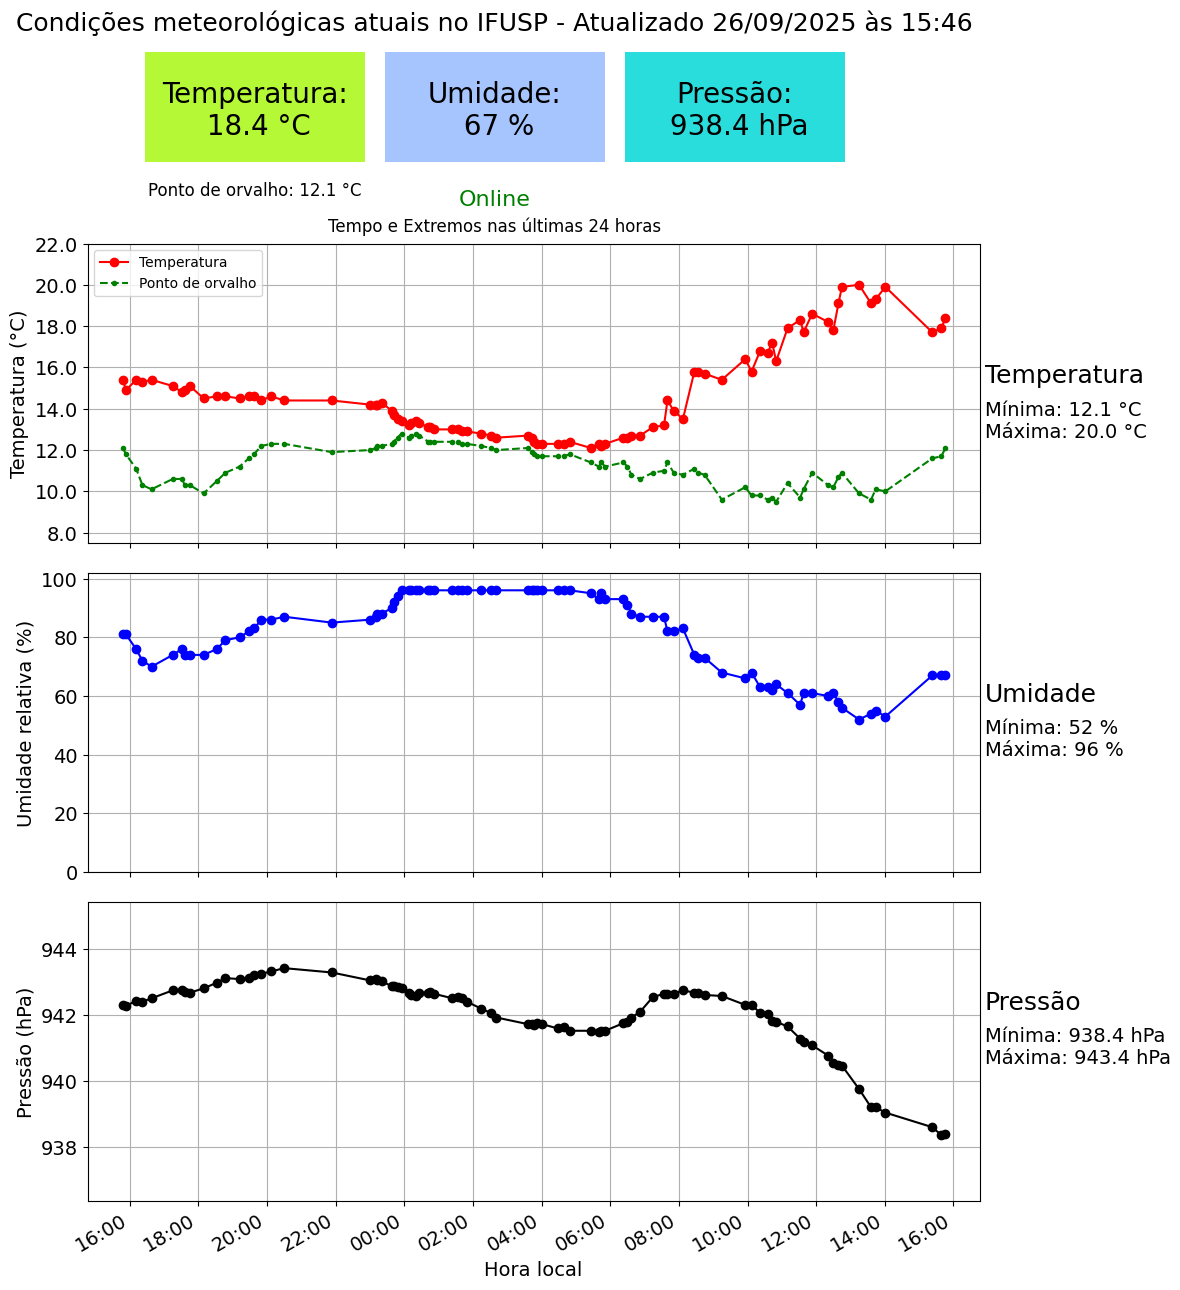 Condições meteorológicas atuais no IFUSP - Atualizado 26/09/2025 às 15:46
Temperatura:
18.4 °C
Umidade:
67 %
Pressão:
938.4 hPa
Ponto de orvalho: 12.1 °C
Online
Tempo e Extremos nas últimas 24 horas
Temperatura (°C)
22.0
20.0
18.0
16.0
14.0
12.0
10.0
8.0
Temperatura
Ponto de orvalho
Temperatura
Mínima: 12.1 °C
Máxima: 20.0 °C
Umidade relativa (%)
100
80
60
40
20
0
Umidade
Mínima: 52 %
Máxima: 96 %
Pressão (hPa)
944
942
940
938
Pressão
Mínima: 938.4 hPa
Máxima: 943.4 hPa
16:00 18:00 20:00 22:00 00:00 02:00 04:00 06:00 08:00 10:00 12:00 14:00 16:00
Hora local